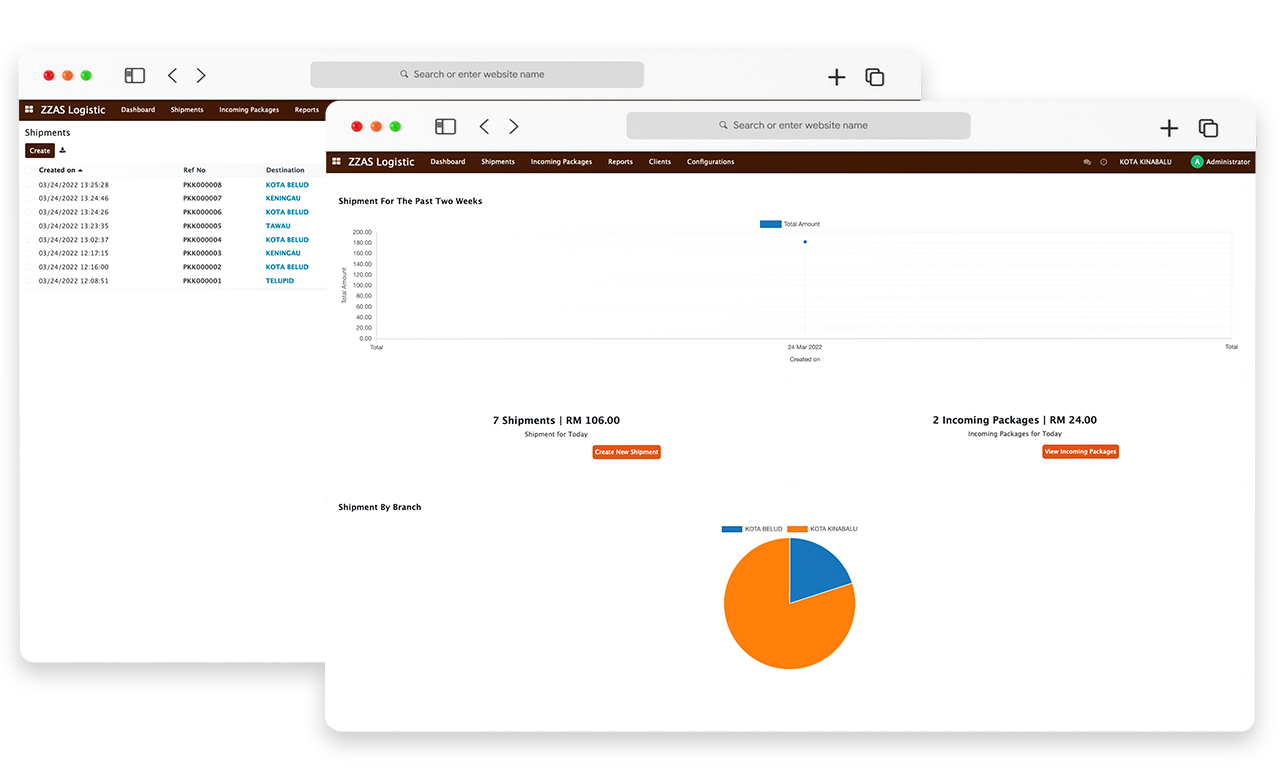 Search or enter website name
ZZAS Logistic Dashboard Shipments Incoming Packages Reports
Shipments
Create
Created on Ref No Destination
03/24/2022 13:25:28 PKK000008 KOTA BELUD
03/24/2022 13:24:46 PKK000007 KENINGAU
03/24/2022 13:24:26 PKK000006 KOTA BELUD
03/24/2022 13:23:35 PKK000005 TAWAU
03/24/2022 13:02:37 PKK000004 KOTA BELUD
03/24/2022 12:17:15 PKK000003 KENINGAU
03/24/2022 12:16:00 PKK000002 KOTA BELUD
03/24/2022 12:08:51 PKK000001 TELUPID
Search or enter website name
ZZAS Logistic Dashboard Shipments Incoming Packages Reports Clients Configurations KOTA KINABALU A Administrator
Shipment For The Past Two Weeks
Total Amount
200.00
180.00
160.00
140.00
120.00
100.00
80.00
60.00
40.00
20.00
0.00
Total Amount
Total 24 Mar 2022 Total
Created on
7 Shipments | RM 106.00
Shipment for Today
Create New Shipment
2 Incoming Packages | RM 24.00
Incoming Packages for Today
View Incoming Packages
Shipment By Branch
KOTA BELUD KOTA KINABALU